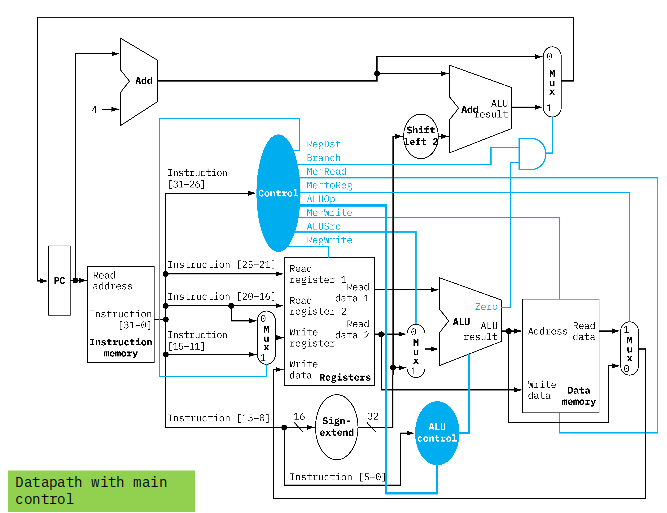 Add
4
Add
ALU
result
0
Mux
1
Shift
left 2
RegDst
Branch
MemRead
MemtoReg
ALUOp
MemWrite
ALUSrc
RegWrite
Instruction
[31-26]
Control
PC
Read
address
Instruction
[31-0]
Instruction
memory
Instruction [25-21]
Instruction [20-16]
Instruction
[15-11]
0
Mux
1
Read
register 1
Read
register 2
Write
register
Write
data
Read
data 1
Read
data 2
Registers
0
Mux
1
Zero
ALU
ALU
result
Address
Read
data
Write
data
Data
memory
1
Mux
0
Instruction [15-0]
16
Sign-
extend
32
ALU
control
Instruction [5-0]
Datapath with main
control